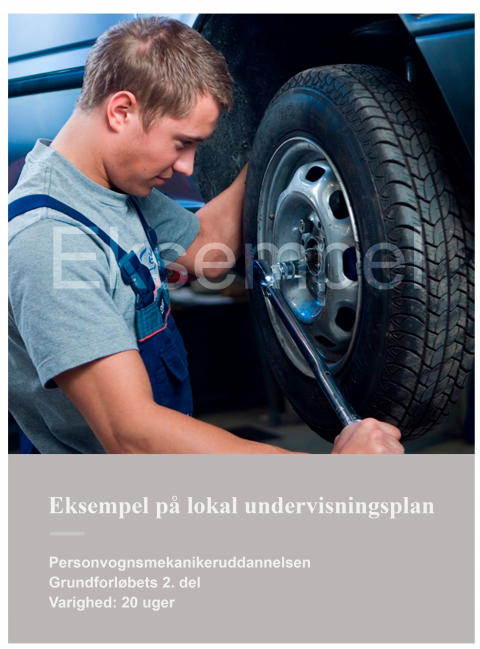 Eksempel
Eksempel på lokal undervisningsplan
Personvognsmekanikeruddannelsen
Grundforløbets 2. del
Varighed: 20 uger